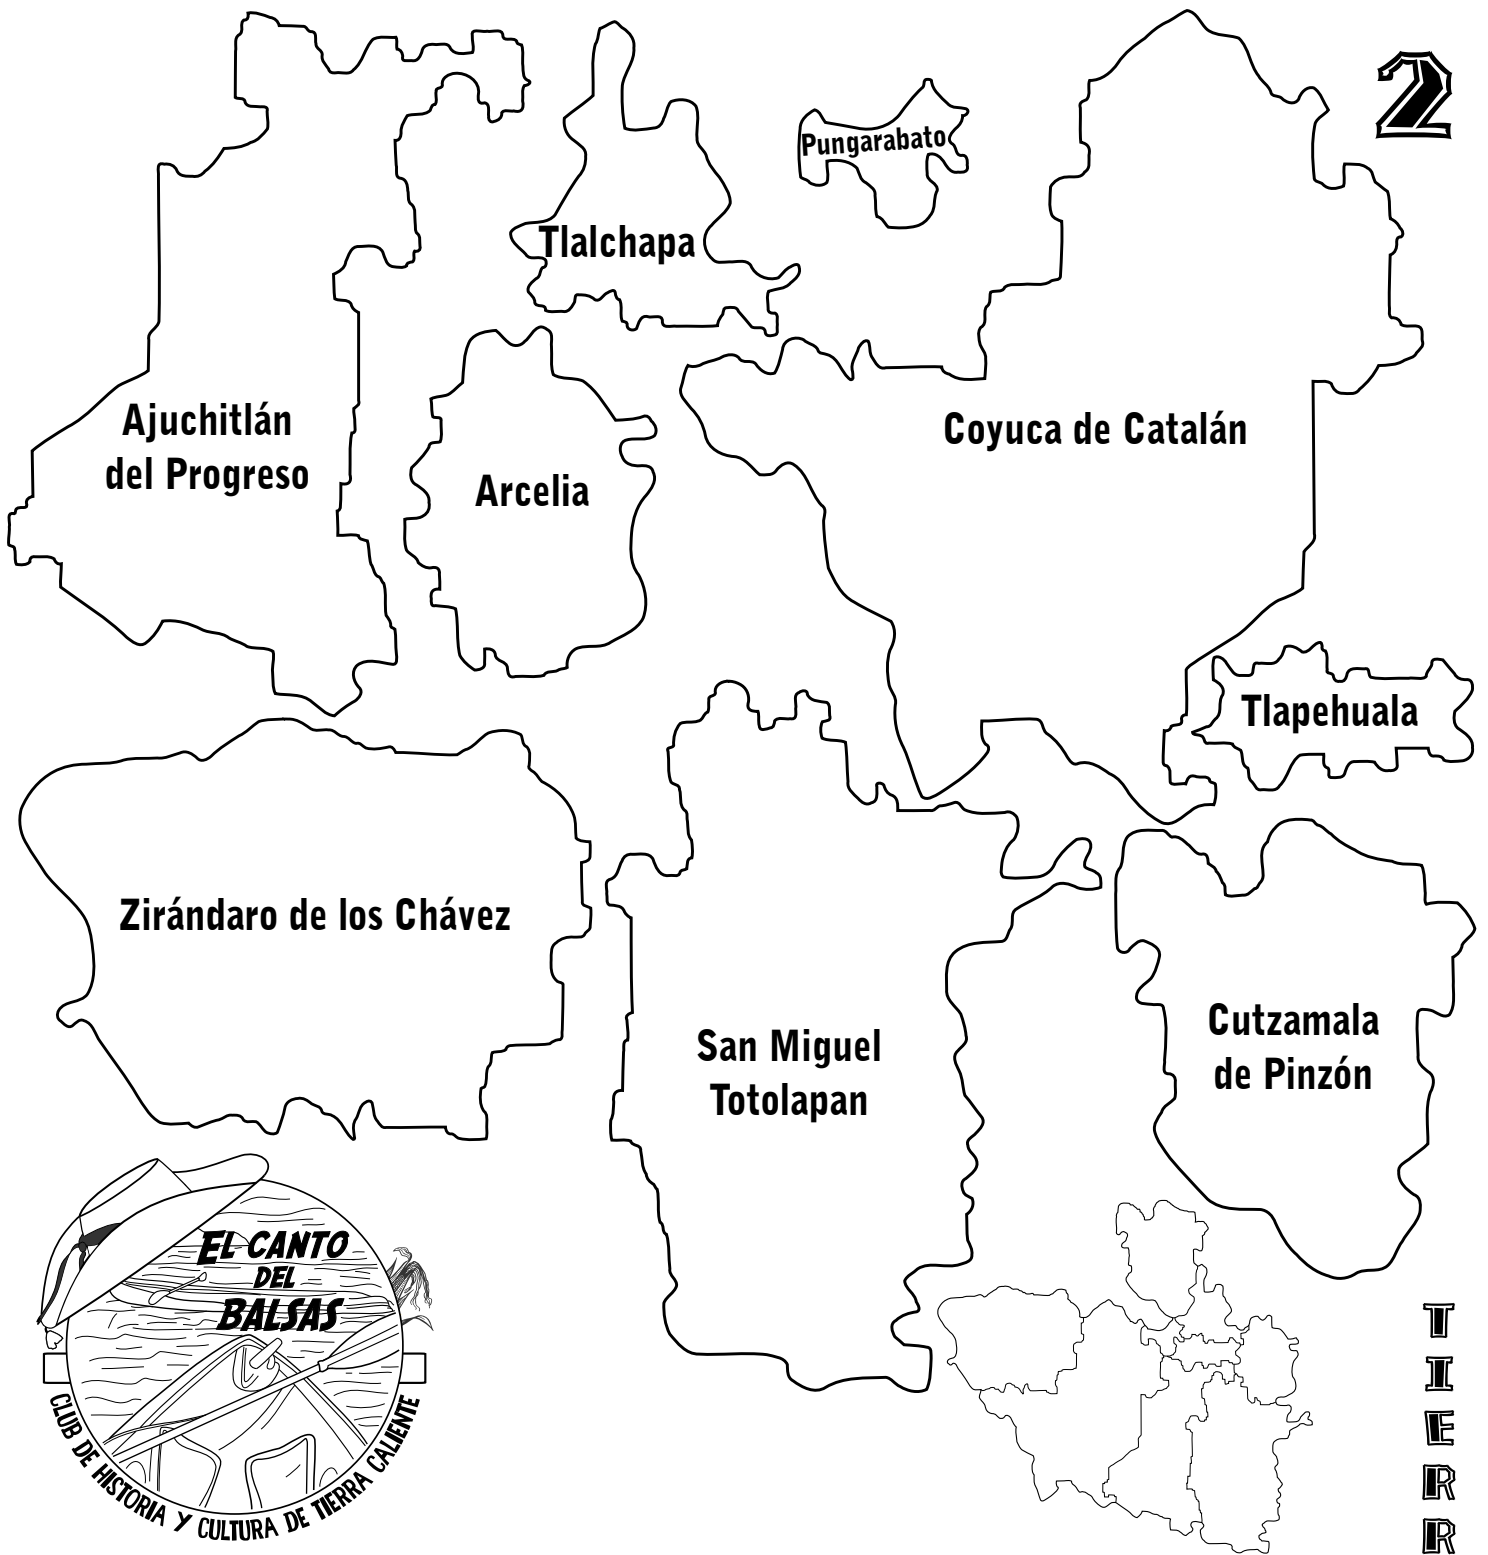 2
Pungarabato
Tlalchapa
Ajuchitlán
del Progreso
Arcelia
Coyuca de Catalán
Tlapehuala
Zirándaro de los Chávez
San Miguel
Totolapan
Cutzamala
de Pinzón
EL CANTO
DEL
BALSAS
CLUB DE HISTORIA Y CULTURA DE TIERRA CALIENTE
T
I
E
R
R